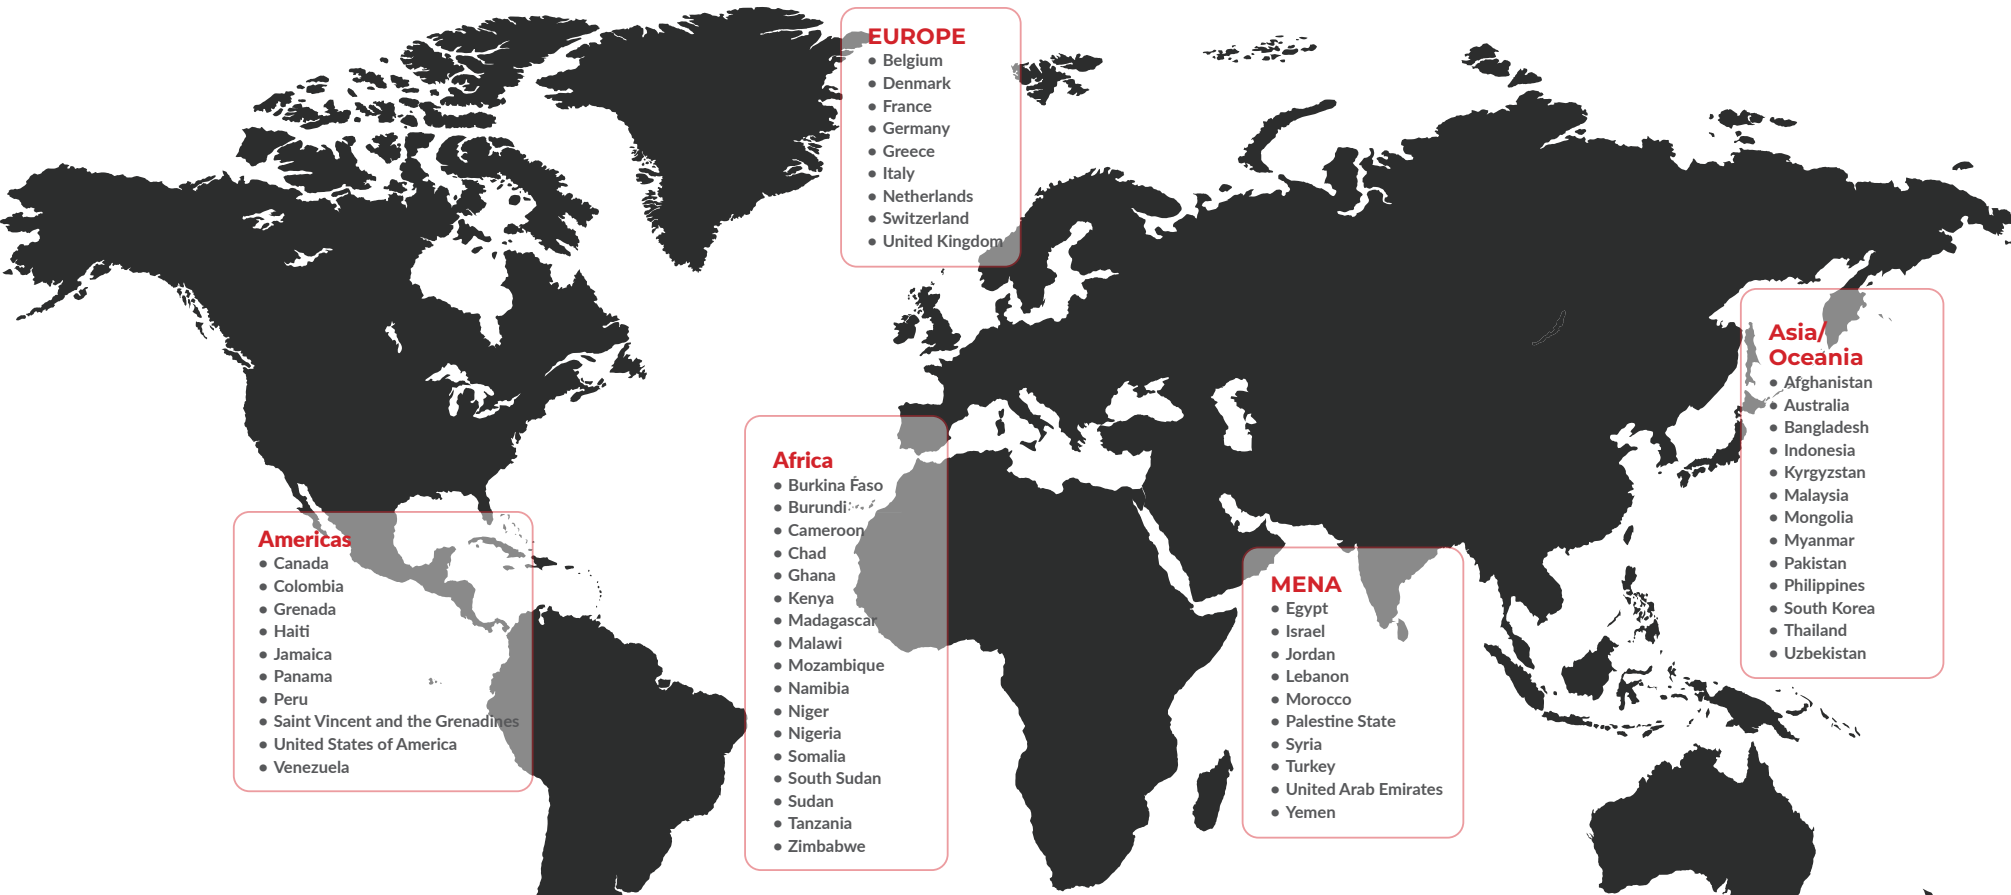 EUROPE
• Belgium
• Denmark
• France
• Germany
• Greece
• Italy
• Netherlands
• Switzerland
• United Kingdom
Americas
• Canada
• Colombia
• Grenada
• Haiti
• Jamaica
• Panama
• Peru
• Saint Vincent and the Grenadines
• United States of America
• Venezuela
Africa
• Burkina Faso
• Burundi
• Cameroon
• Chad
• Ghana
• Kenya
• Madagascar
• Malawi
• Mozambique
• Namibia
• Niger
• Nigeria
• Somalia
• South Sudan
• Sudan
• Tanzania
• Zimbabwe
MENA
• Egypt
• Israel
• Jordan
• Lebanon
• Morocco
• Palestine State
• Syria
• Turkey
• United Arab Emirates
• Yemen
Asia/
Oceania
• Afghanistan
• Australia
• Bangladesh
• Indonesia
• Kyrgyzstan
• Malaysia
• Mongolia
• Myanmar
• Pakistan
• Philippines
• South Korea
• Thailand
• Uzbekistan